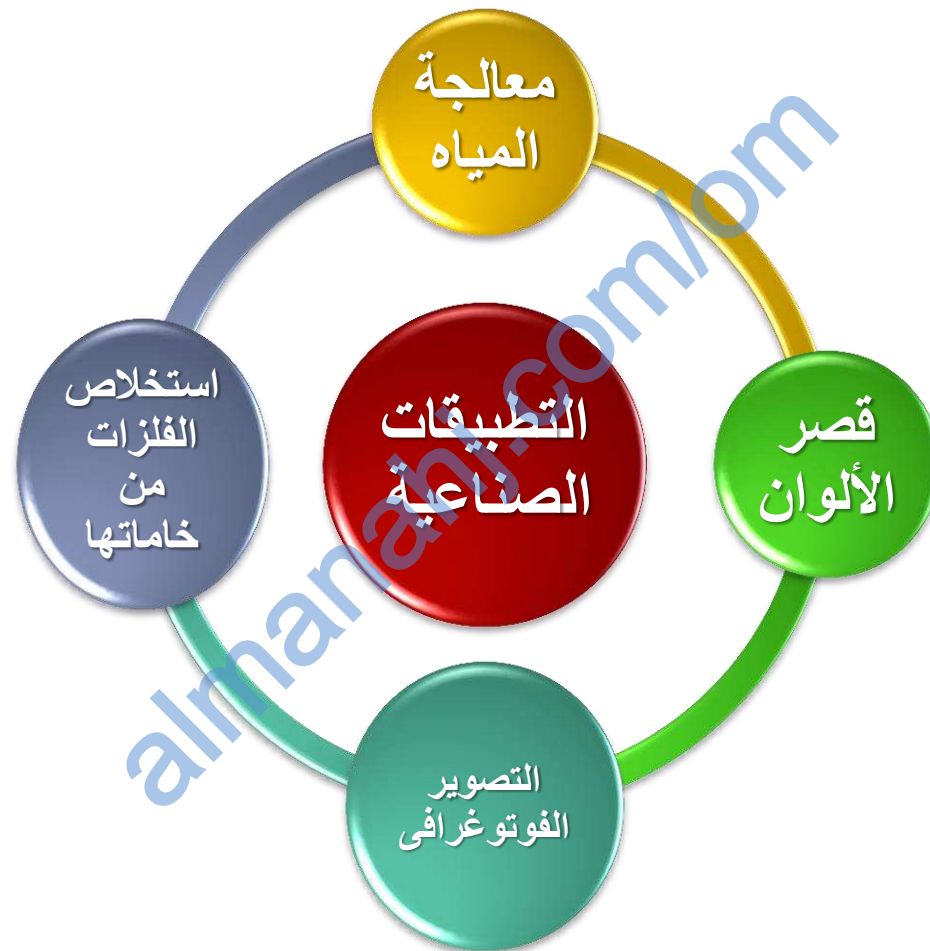 معالجة
المياه
التطبيقات
الصناعية
قصر
الألوان
التصوير
الفوتوغرافى
استخلاص
الفلزات
من
خاماتها
almanahj.com/om